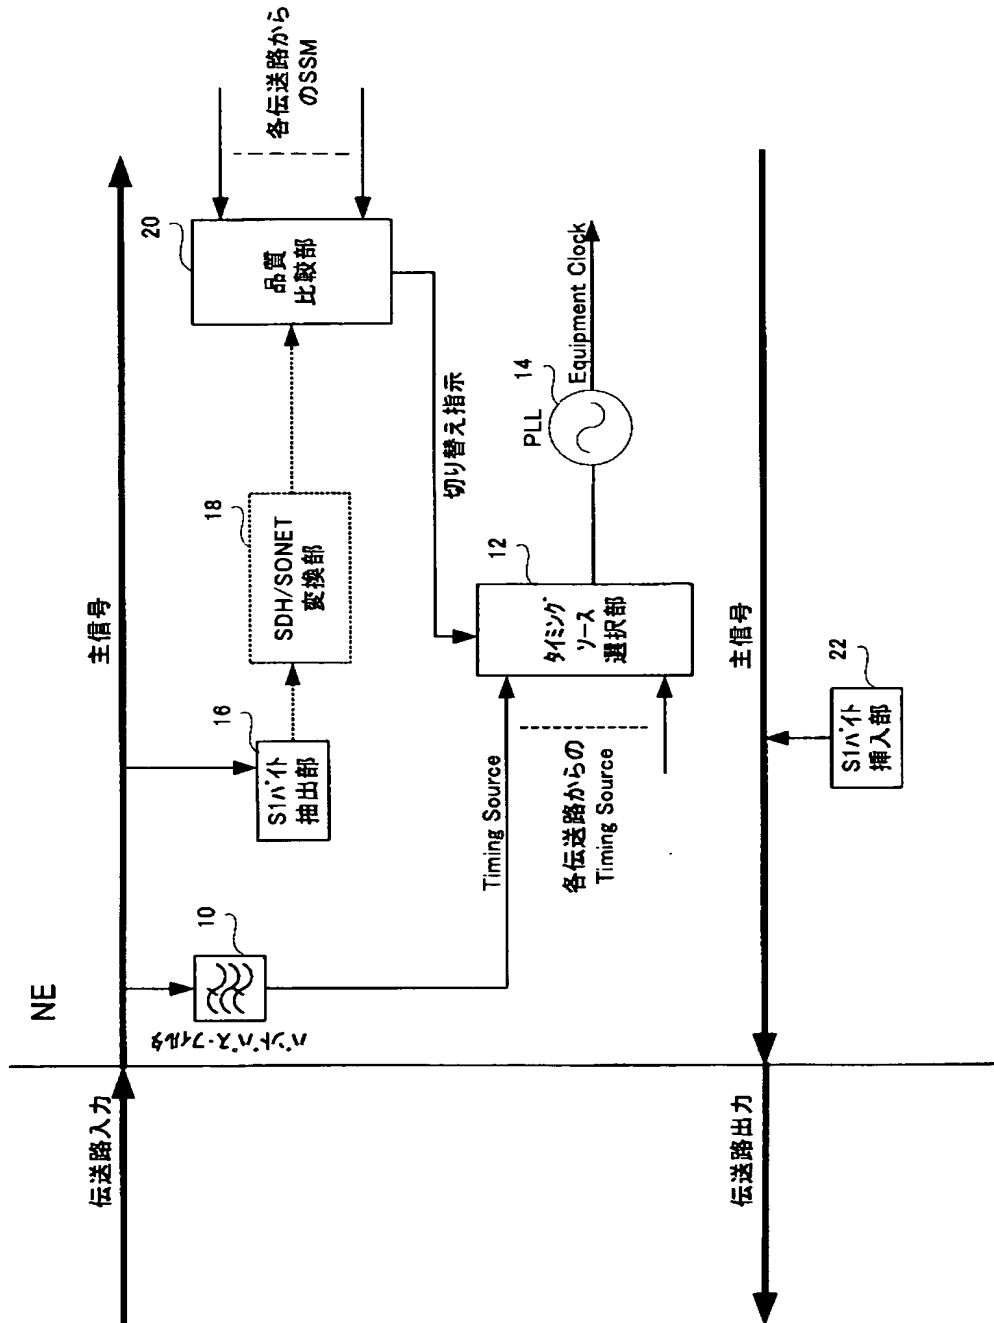 NE
伝送路入力
主信号
バンドパス・フィルタ
10
S1バイト
抽出部
16
SDH/SONET
変換部
18
品質
比較部
20
各伝送路から
のSSM
切り替え指示
Timing Source
各伝送路からの
Timing Source
タイミング
ソース
選択部
12
PLL
14
Equipment Clock
伝送路出力
主信号
S1バイト
挿入部
22